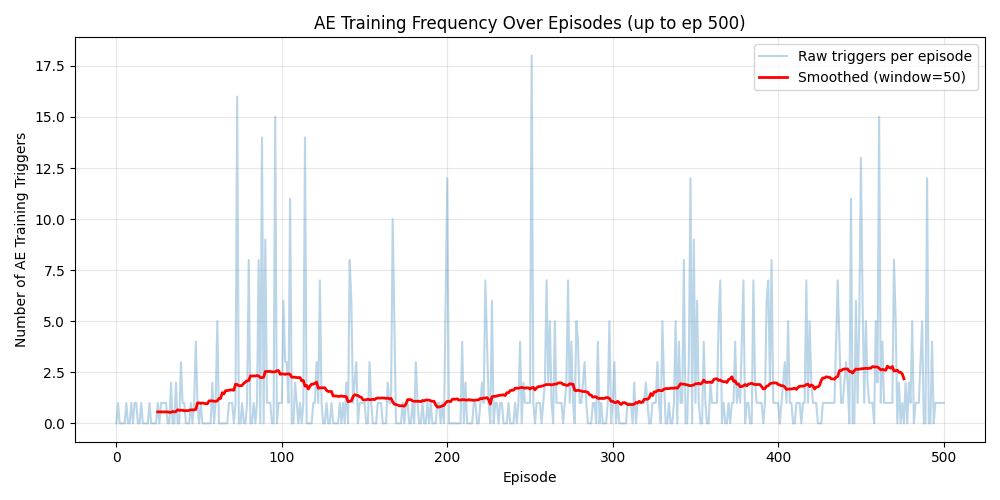 AE Training Frequency Over Episodes (up to ep 500)
Raw triggers per episode
Smoothed (window=50)
Number of AE Training Triggers
17.5
15.0
12.5
10.0
7.5
5.0
2.5
0.0
0 100 200 300 400 500
Episode